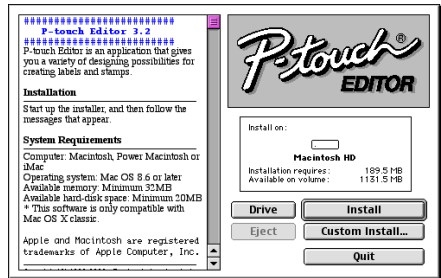 #########################
P-touch Editor 3.2
#########################
P-touch Editor is an application that gives
you a variety of designing possibilities for
creating labels and stamps.
Installation
Start up the installer, and then follow the
messages that appear.
System Requirements
Computer: Macintosh, Power Macintosh or
iMac
Operating system: Mac OS 8.6 or later
Available memory: Minimum 32MB
Available hard-disk space: Minimum 20MB
* This software is only compatible with
Mac OS X classic.
Apple and Macintosh are registered
trademarks of Apple Computer, Inc.
P-touch®
EDITOR
Install on:
Macintosh HD
Installation requires: 189.5 MB
Available on volume: 1131.5 MB
Drive
Install
Eject
Custom Install...
Quit